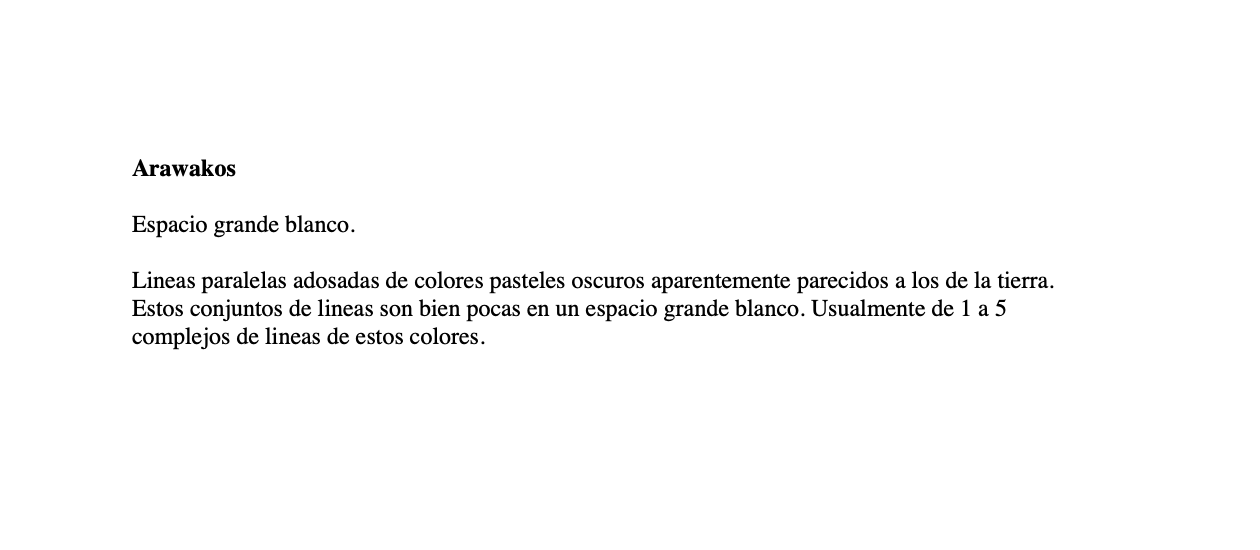 Arawakos
Espacio grande blanco.
Lineas paralelas adosadas de colores pasteles oscuros aparentemente parecidos a los de la tierra.
Estos conjuntos de lineas son bien pocas en un espacio grande blanco. Usualmente de 1 a 5
complejos de lineas de estos colores.